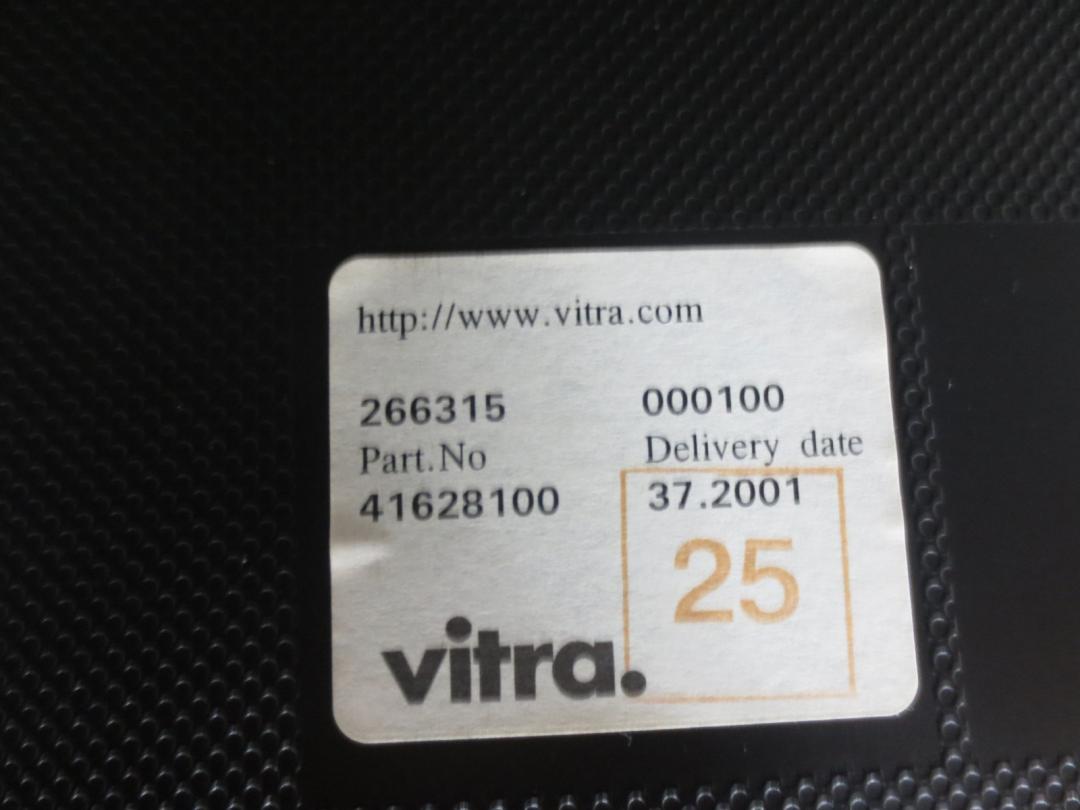 http://www.vitra.com
266315 000100
Part.No Delivery date
41628100 37.2001
25
vitra.